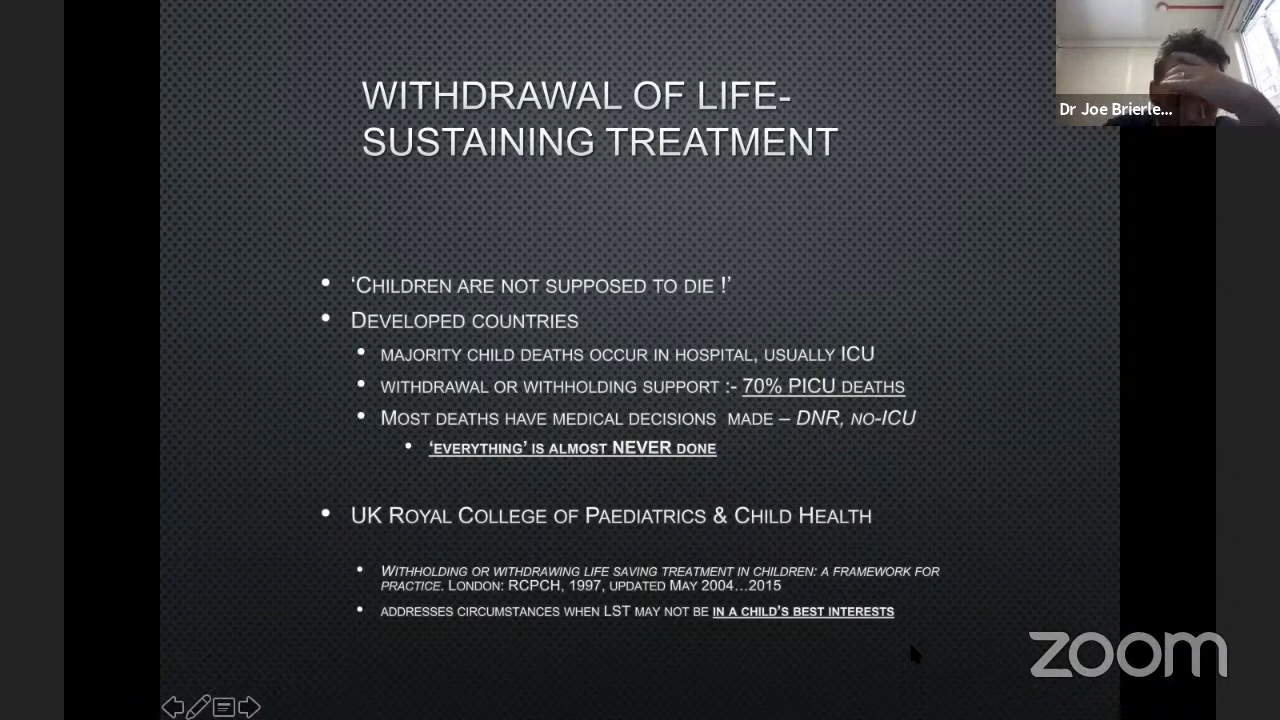 WITHDRAWAL OF LIFE-
SUSTAINING TREATMENT
Dr Joe Brierle...
• ‘CHILDREN ARE NOT SUPPOSED TO DIE !’
• DEVELOPED COUNTRIES
• MAJORITY CHILD DEATHS OCCUR IN HOSPITAL, USUALLY ICU
• WITHDRAWAL OR WITHHOLDING SUPPORT :- 70% PICU DEATHS
• MOST DEATHS HAVE MEDICAL DECISIONS MADE – DNR, NO-ICU
• ‘EVERYTHING’ IS ALMOST NEVER DONE
• UK ROYAL COLLEGE OF PAEDIATRICS & CHILD HEALTH
• WITHHOLDING OR WITHDRAWING LIFE SAVING TREATMENT IN CHILDREN: A FRAMEWORK FOR
PRACTICE. LONDON: RCPCH, 1997, UPDATED MAY 2004...2015
• ADDRESSES CIRCUMSTANCES WHEN LST MAY NOT BE IN A CHILD’S BEST INTERESTS
zoom